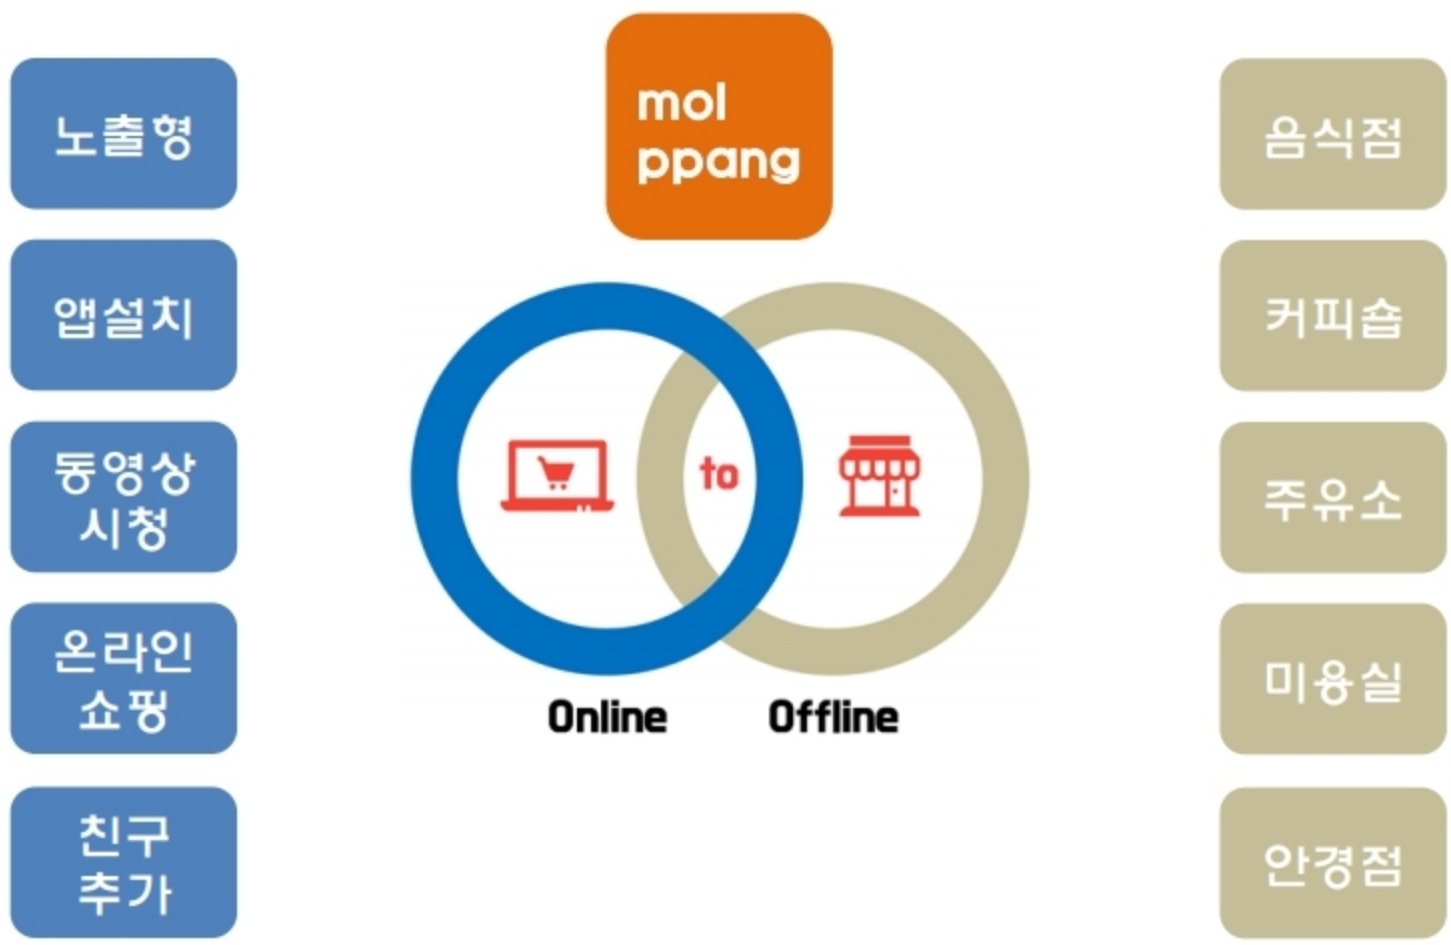 노출형
앱설치
동영상
시청
온라인
쇼핑
친구
추가
mol
ppang
to
Online
Offline
음식점
커피숍
주유소
미용실
안경점